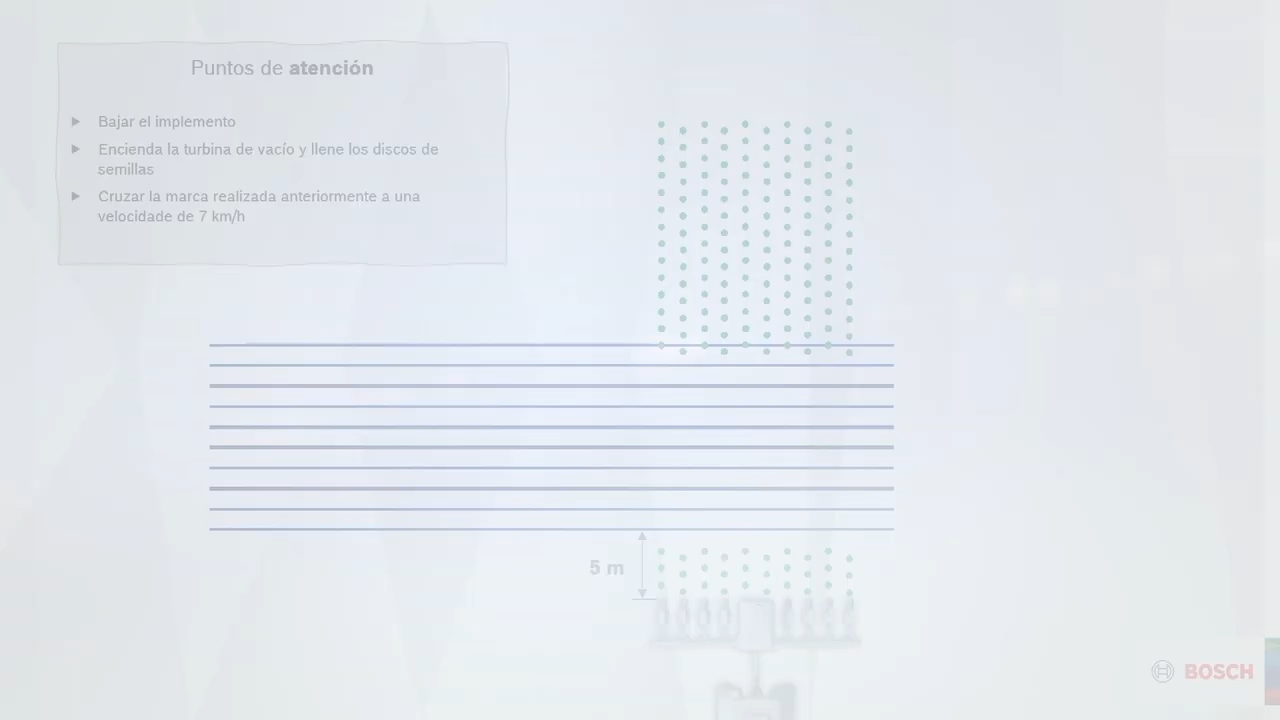 Puntos de atención
Bajar el implemento
Encienda la turbina de vacío y llene los discos de
semillas
Cruzar la marca realizada anteriormente a una
velocidade de 7 km/h
5 m
BOSCH